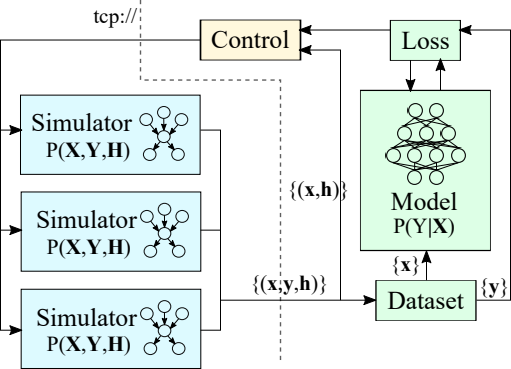 tcp://
Control
Loss
Simulator
P(X,Y,H)
Simulator
P(X,Y,H)
Simulator
P(X,Y,H)
{(x,h)}
Model
P(Y|X)
{x}
{(x,y,h)}
{y}
Dataset